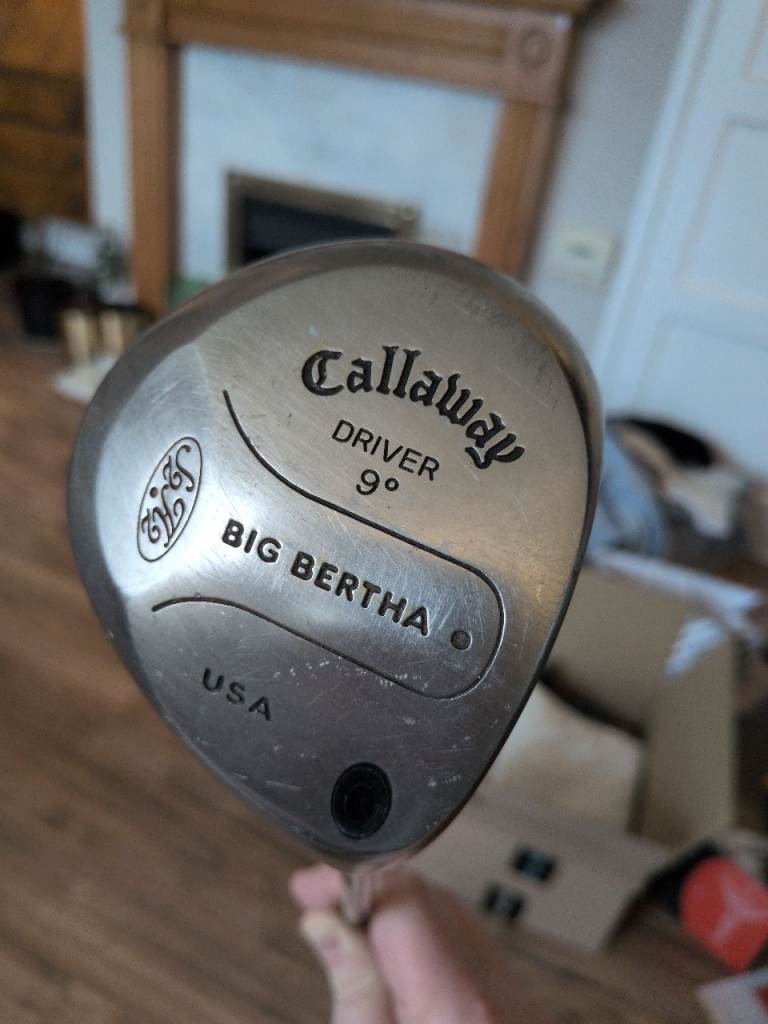 Callaway
DRIVER
9°
BIG BERTHA
USA